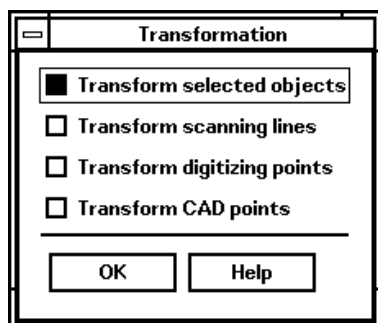 Transformation
Transform selected objects
Transform scanning lines
Transform digitizing points
Transform CAD points
OK Help